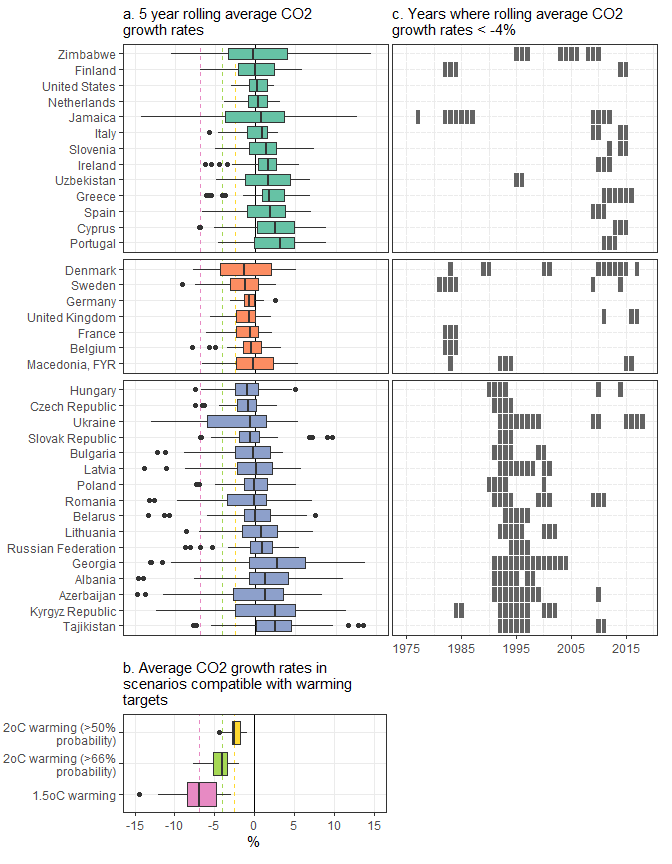 a. 5 year rolling average CO2
growth rates
c. Years where rolling average CO2
growth rates < -4%
Zimbabwe
Finland
United States
Netherlands
Jamaica
Italy
Slovenia
Ireland
Uzbekistan
Greece
Spain
Cyprus
Portugal
Denmark
Sweden
Germany
United Kingdom
France
Belgium
Macedonia, FYR
Hungary
Czech Republic
Ukraine
Slovak Republic
Bulgaria
Latvia
Poland
Romania
Belarus
Lithuania
Russian Federation
Georgia
Albania
Azerbaijan
Kyrgyz Republic
Tajikistan
1975 1985 1995 2005 2015
b. Average CO2 growth rates in
scenarios compatible with warming
targets
2oC warming (>50%
probability)
2oC warming (>66%
probability)
1.5oC warming
-15 -10 -5 0 5 10 15
%